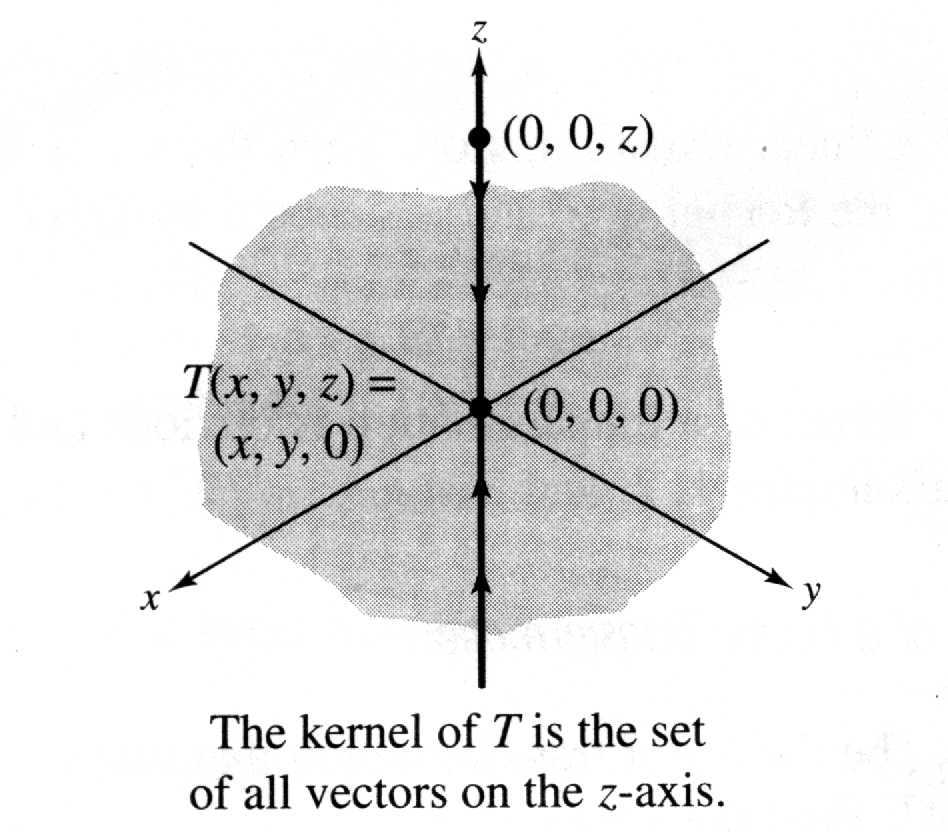 z
(0, 0, z)
T(x, y, z) =
(x, y, 0)
(0, 0, 0)
x
y
The kernel of T is the set
of all vectors on the z-axis.